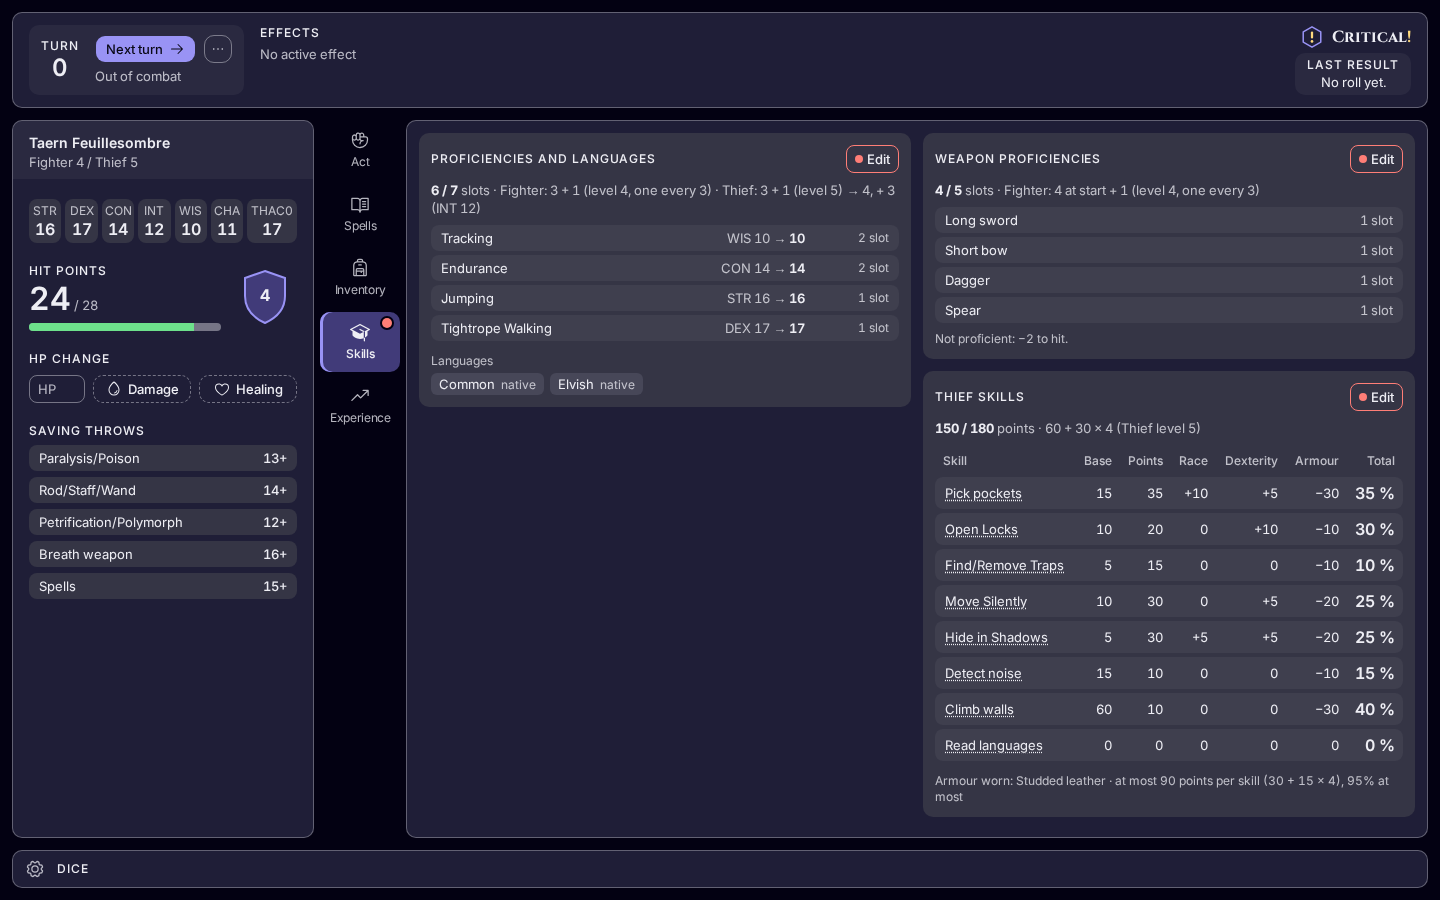 TURN
0
Next turn →
...
Out of combat
EFFECTS
No active effect
CRITICAL!
LAST RESULT
No roll yet.
Taern Feuillesombre
Fighter 4 / Thief 5
STR DEX CON INT WIS CHA THAC0
16 17 14 12 10 11 17
HIT POINTS
24 / 28
4
HP CHANGE
HP Damage Healing
SAVING THROWS
Paralysis/Poison 13+
Rod/Staff/Wand 14+
Petrification/Polymorph 12+
Breath weapon 16+
Spells 15+
Act
Spells
Inventory
Skills
Experience
PROFICIENCIES AND LANGUAGES Edit
6 / 7 slots · Fighter: 3 + 1 (level 4, one every 3) · Thief: 3 + 1 (level 5) → 4, + 3
(INT 12)
Tracking WIS 10 → 10 2 slot
Endurance CON 14 → 14 2 slot
Jumping STR 16 → 16 1 slot
Tightrope Walking DEX 17 → 17 1 slot
Languages
Common native Elvish native
WEAPON PROFICIENCIES Edit
4 / 5 slots · Fighter: 4 at start + 1 (level 4, one every 3)
Long sword 1 slot
Short bow 1 slot
Dagger 1 slot
Spear 1 slot
Not proficient: −2 to hit.
THIEF SKILLS Edit
150 / 180 points · 60 + 30 × 4 (Thief level 5)
Skill Base Points Race Dexterity Armour Total
Pick pockets 15 35 +10 +5 −30 35 %
Open Locks 10 20 0 +10 −10 30 %
Find/Remove Traps 5 15 0 0 −10 10 %
Move Silently 10 30 0 +5 −20 25 %
Hide in Shadows 5 30 +5 +5 −20 25 %
Detect noise 15 10 0 0 −10 15 %
Climb walls 60 10 0 0 −30 40 %
Read languages 0 0 0 0 0 0 %
Armour worn: Studded leather · at most 90 points per skill (30 + 15 × 4), 95% at
most
DICE